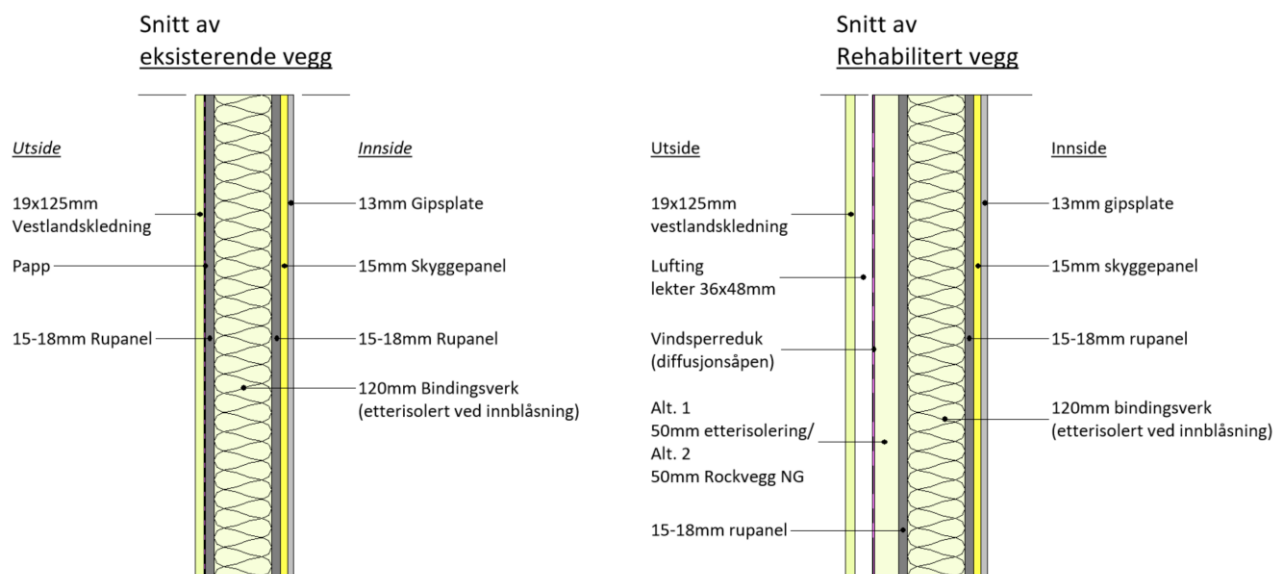 Snitt av
eksisterende vegg
Utside
Innside
19x125mm
Vestlandskledning
Papp
15-18mm Rupanel
13mm Gipsplate
15mm Skyggepanel
15-18mm Rupanel
120mm Bindingsverk
(etterisolert ved innblåsning)
Snitt av
Rehabilitert vegg
Utside
Innside
19x125mm
vestlandskledning
Lufting
lekter 36x48mm
Vindsperreduk
(diffusjonsåpen)
Alt. 1
50mm etterisolering/
Alt. 2
50mm Rockvegg NG
15-18mm rupanel
13mm gipsplate
15mm skyggepanel
15-18mm rupanel
120mm bindingsverk
(etterisolert ved innblåsning)